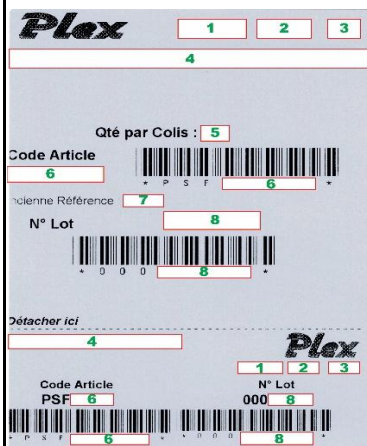 Plex 1 2 3
4
Qté par Colis : 5
Code Article
6
* P S F 6 *
ncienne Référence 7
N° Lot 8
* 0 0 0 8 *
Détacher ici
4
Plex
1 2 3
Code Article N° Lot
PSF 6 000 8
* P S F 6 * * 0 0 0 8 *